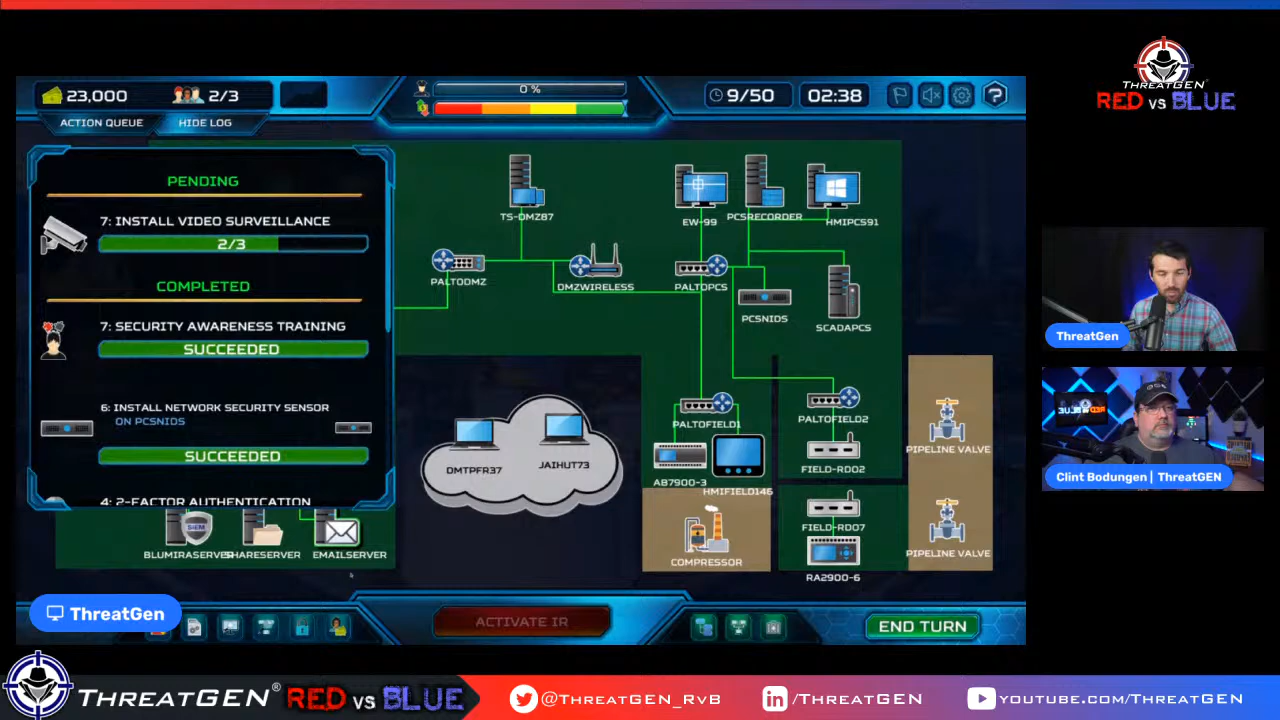 THREATGEN®
RED vs BLUE
23,000
2/3
0 %
9/50
02:38
?
ACTION QUEUE
HIDE LOG
PENDING
7: INSTALL VIDEO SURVEILLANCE
2/3
COMPLETED
7: SECURITY AWARENESS TRAINING
SUCCEEDED
6: INSTALL NETWORK SECURITY SENSOR
ON PCSNIDS
SUCCEEDED
4: 2-FACTOR AUTHENTICATION
TS-DMZ87
EW-99
PCSRECORDER
HMIPCS91
PALTODMZ
DMZWIRELESS
PALTOPCS
PCSNIDS
SCADAPCS
DMTPFR37
JAIHUT73
PALTOFIELD1
PALTOFIELD2
AB7900-3
HMIFIELD146
FIELD-RD02
PIPELINE VALVE
COMPRESSOR
FIELD-RD07
RA2900-6
PIPELINE VALVE
SIEM
BLUMIRASERVER
SHARESERVER
EMAILSERVER
ThreatGen
Clint Bodungen | ThreatGEN
ThreatGen
ACTIVATE IR
END TURN
THREATGEN® RED vs BLUE
@THREATGEN_RVB
in /THREATGEN
YOUTUBE.COM/THREATGEN